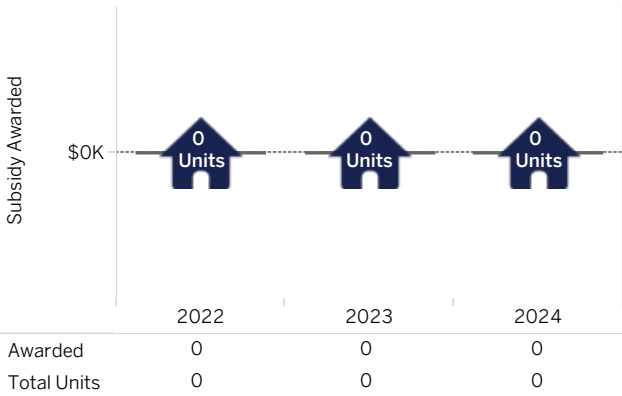 Subsidy Awarded
$0K
0 0 0
Units Units Units
2022 2023 2024
Awarded 0 0 0
Total Units 0 0 0